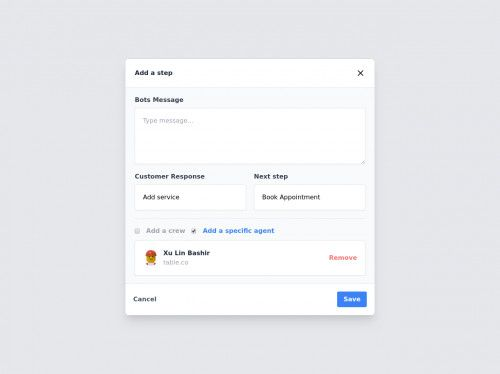 Add a step
Bots Message
Type message...
Customer Response
Next step
Add service
Book Appointment
Add a crew
Add a specific agent
Xu Lin Bashir
table.co
Remove
Cancel
Save